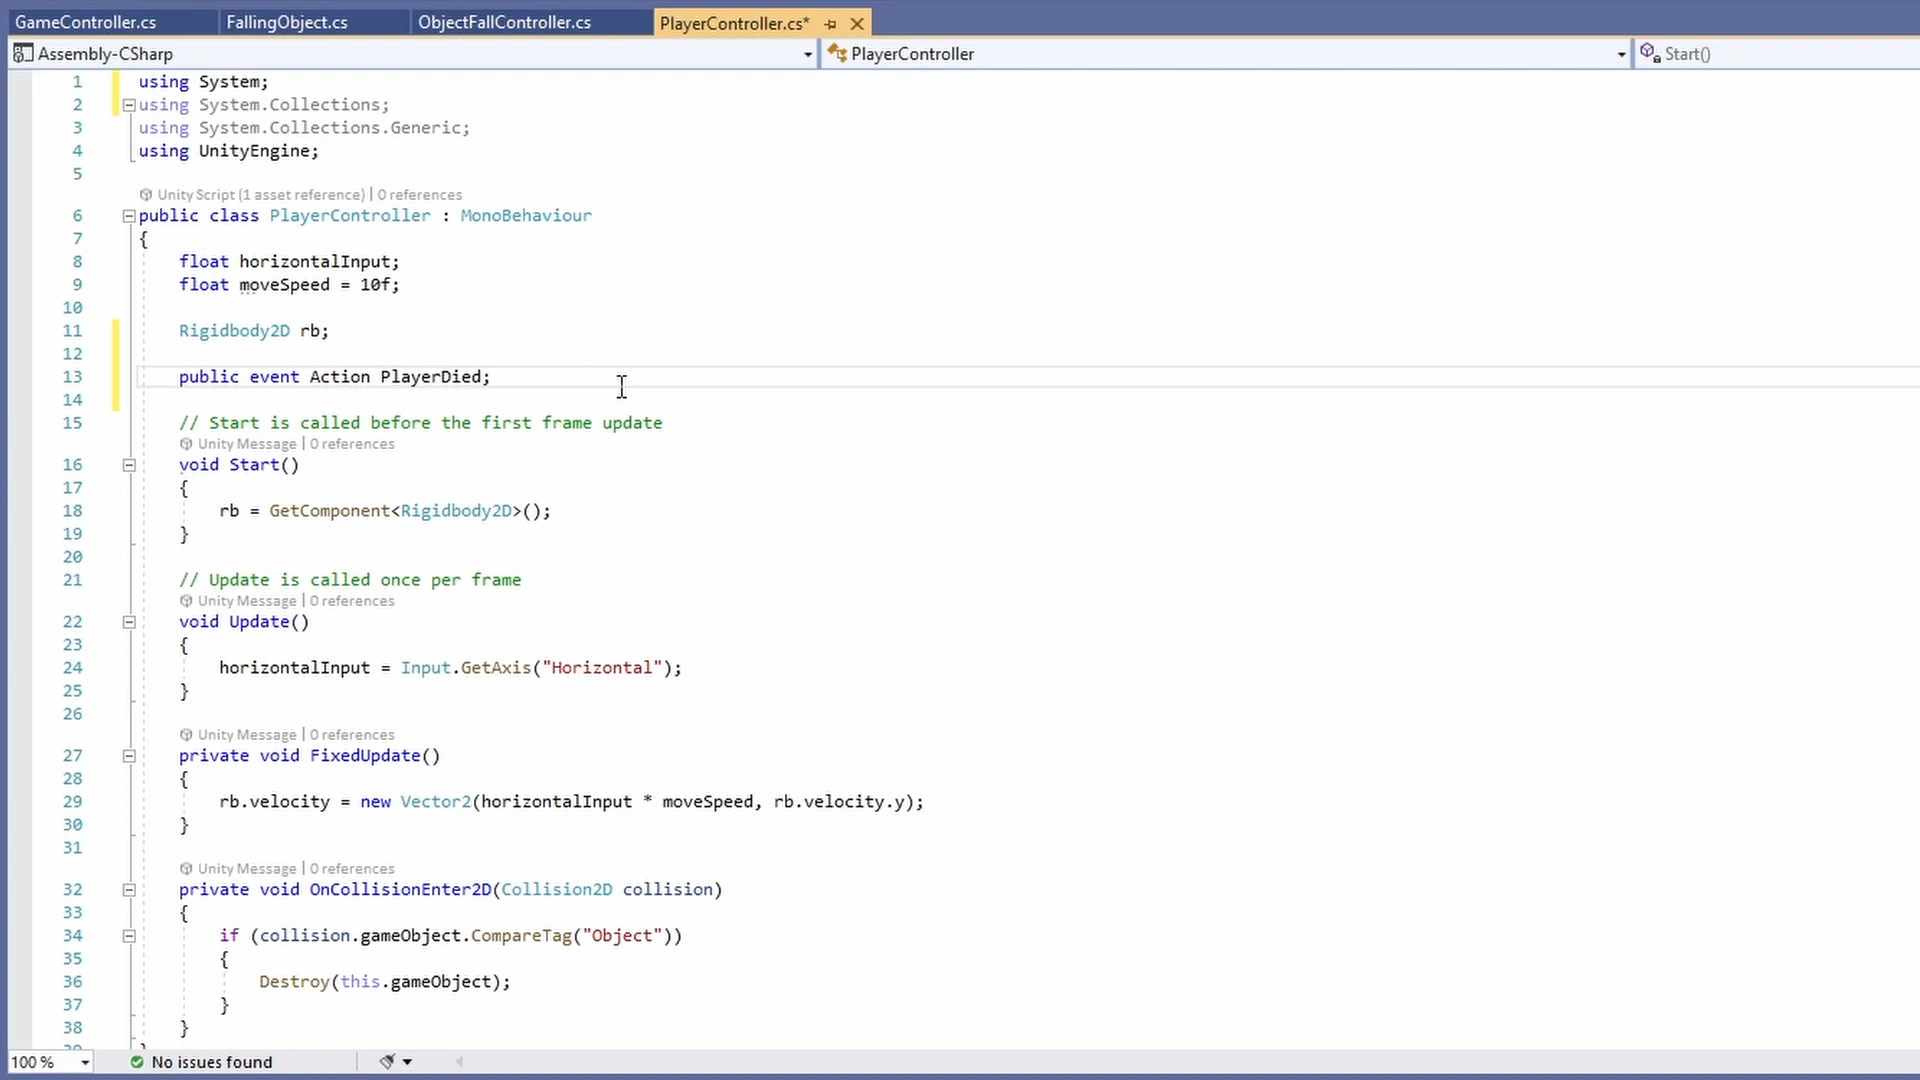 GameController.cs FallingObject.cs ObjectFallController.cs PlayerController.cs*
Assembly-CSharp PlayerController Start()
1 using System;
2 using System.Collections;
3 using System.Collections.Generic;
4 using UnityEngine;
5
Unity Script (1 asset reference) | 0 references
6 public class PlayerController : MonoBehaviour
7 {
8 float horizontalInput;
9 float moveSpeed = 10f;
10
11 Rigidbody2D rb;
12
13 public event Action PlayerDied;
14
15 // Start is called before the first frame update
Unity Message | 0 references
16 void Start()
17 {
18 rb = GetComponent<Rigidbody2D>();
19 }
20
21 // Update is called once per frame
Unity Message | 0 references
22 void Update()
23 {
24 horizontalInput = Input.GetAxis("Horizontal");
25 }
26
Unity Message | 0 references
27 private void FixedUpdate()
28 {
29 rb.velocity = new Vector2(horizontalInput * moveSpeed, rb.velocity.y);
30 }
31
Unity Message | 0 references
32 private void OnCollisionEnter2D(Collision2D collision)
33 {
34 if (collision.gameObject.CompareTag("Object"))
35 {
36 Destroy(this.gameObject);
37 }
38 }
100 % No issues found